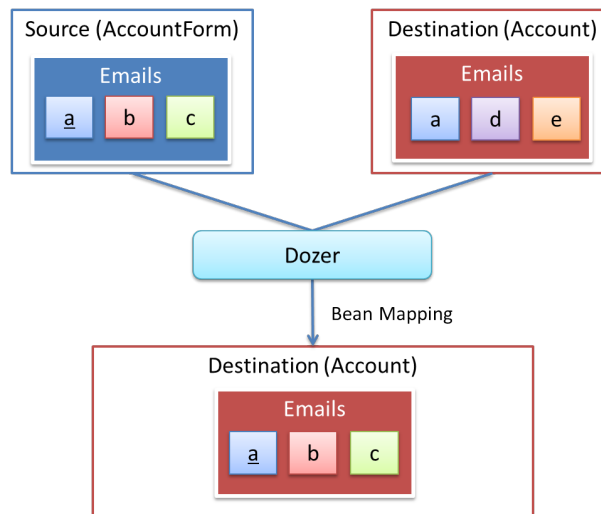 Source (AccountForm)
Emails
a b c
Destination (Account)
Emails
a d e
Dozer
Bean Mapping
Destination (Account)
Emails
a b c